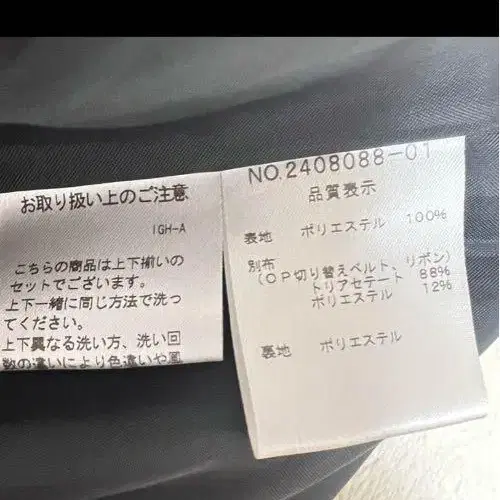 お取り扱い上のご注意
IGH-A
こちらの商品は上下揃いの
セットでございます。
上下一緒に同じ方法で洗っ
てください。
上下異なる洗い方、洗い回
数の違いにより色違いや風
NO.2408088-01
品質表示
表地 ポリエステル 100%
別布
(OP切り替えベルト、リボン)
トリアセテート 88%
ポリエステル 12%
裏地 ポリエステル